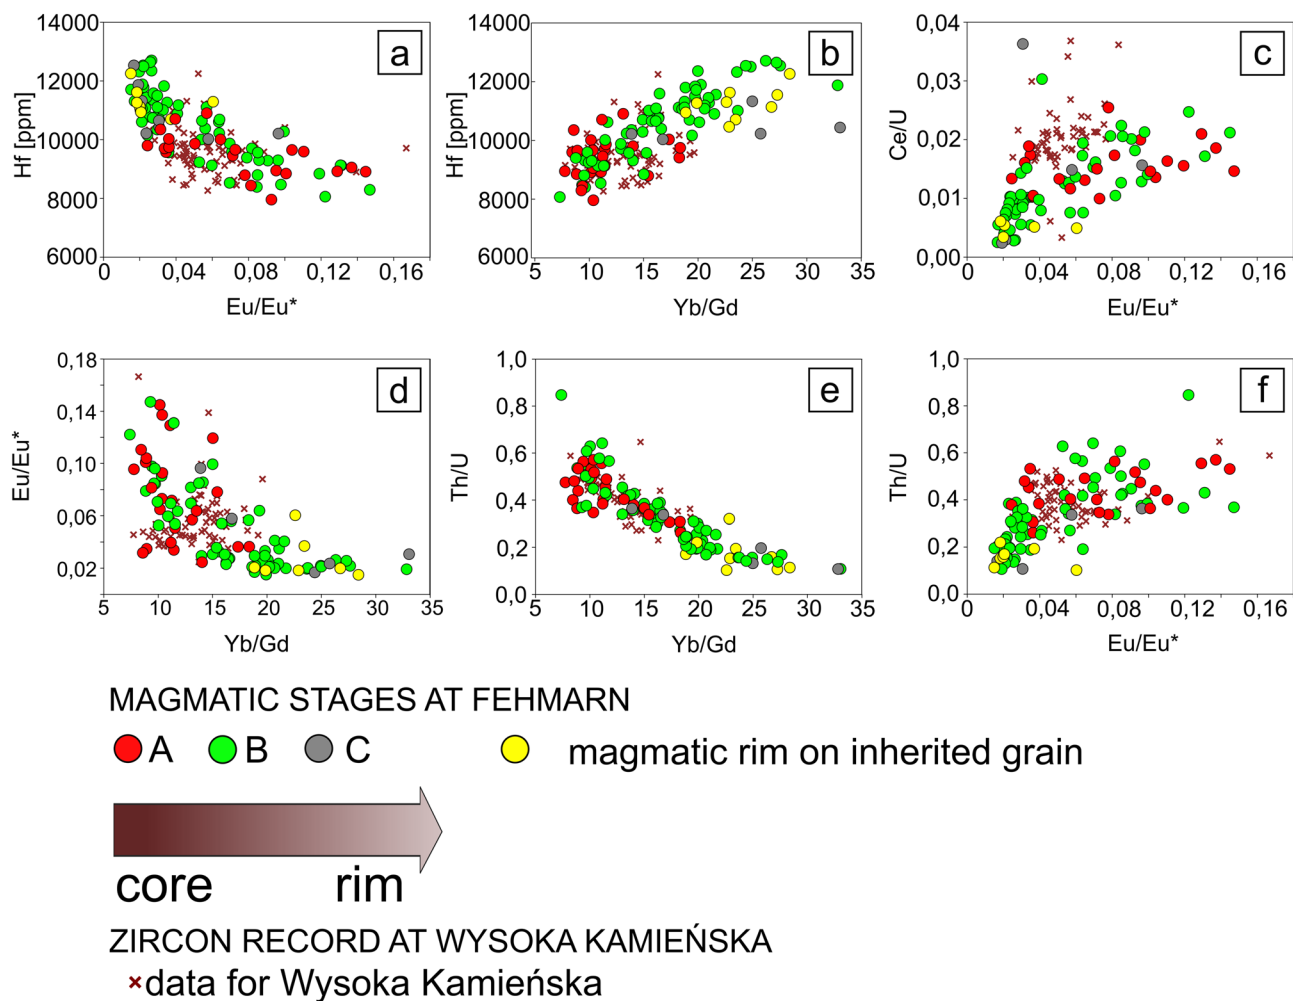 14000
12000
10000
8000
6000
Hf [ppm]
0
0,04
0,08
0,12
0,16
Eu/Eu*
a
14000
12000
10000
8000
6000
Hf [ppm]
5
10
15
20
25
30
35
Yb/Gd
b
0,04
0,03
0,02
0,01
0,00
Ce/U
0,04
0,08
0,12
0,16
Eu/Eu*
c
0,18
0,14
0,10
0,06
0,02
Eu/Eu*
5
10
15
20
25
30
35
Yb/Gd
d
1,0
0,8
0,6
0,4
0,2
0,0
Th/U
5
10
15
20
25
30
35
Yb/Gd
e
1,0
0,8
0,6
0,4
0,2
0,0
Th/U
0,04
0,08
0,12
0,16
Eu/Eu*
f
MAGMATIC STAGES AT FEHMARN
A B C magmatic rim on inherited grain
core rim
ZIRCON RECORD AT WYSOKA KAMIEŃSKA
×data for Wysoka Kamieńska